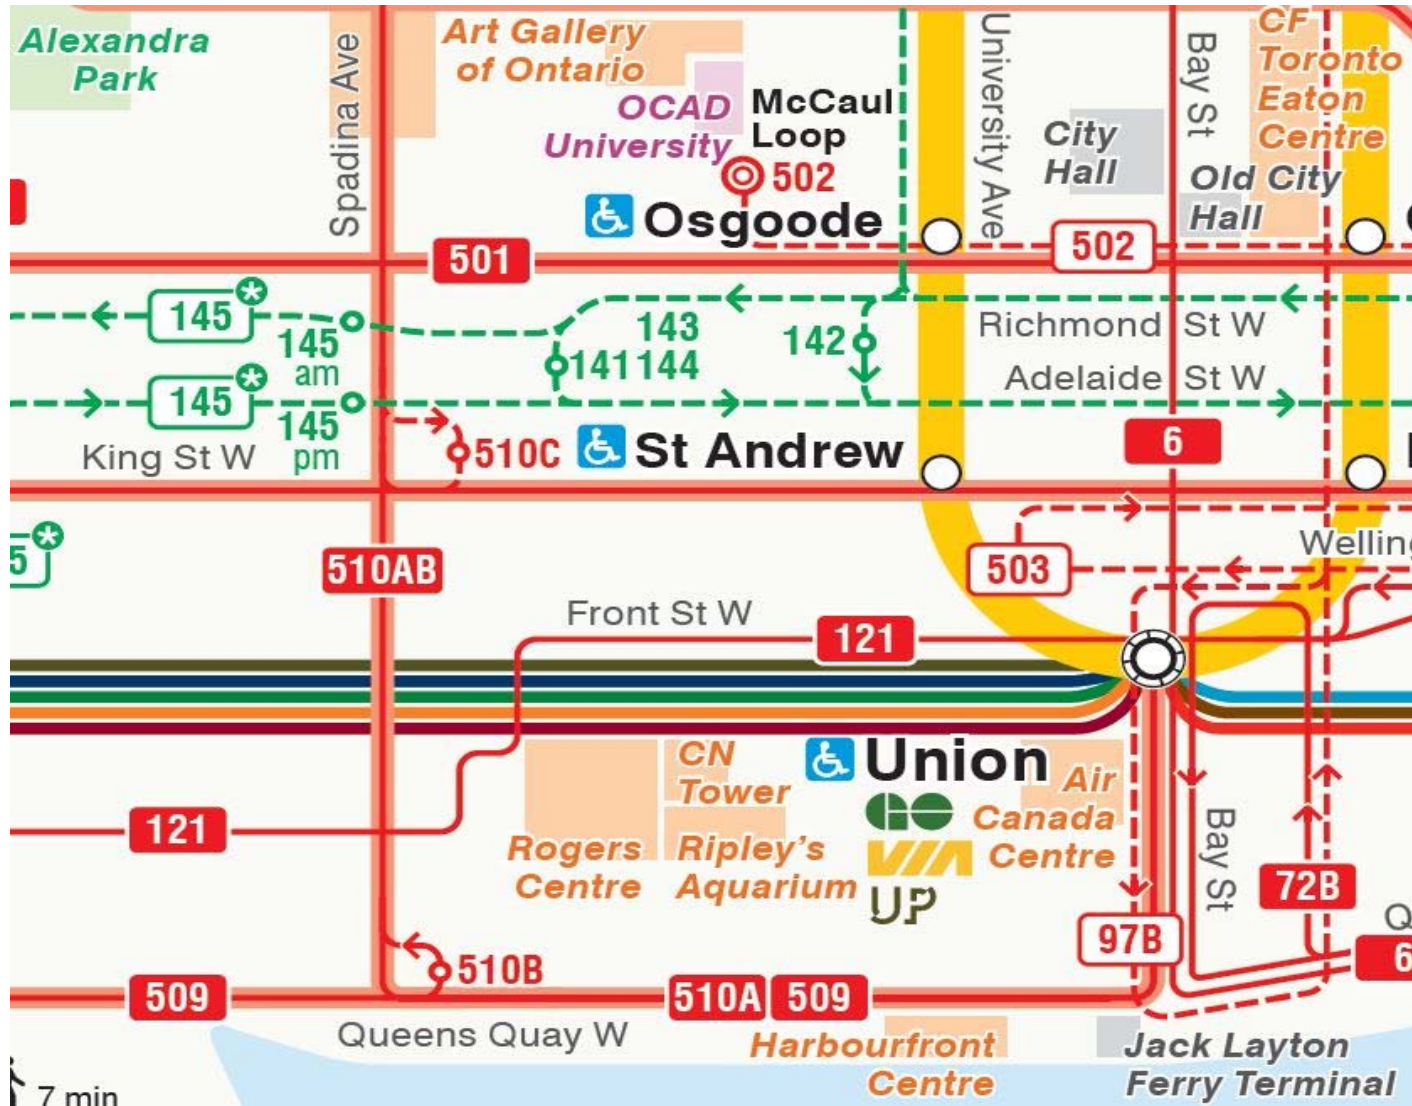 Alexandra
Park
Spadina Ave
Art Gallery
of Ontario
OCAD
University
McCaul
Loop
502
University Ave
City
Hall
Bay St
CF
Toronto
Eaton
Centre
Old City
Hall
Osgoode
501
502
145
145
am
143
141 144
142
Richmond St W
Adelaide St W
145
145
pm
King St W
510C
St Andrew
6
5
510AB
503
Front St W
121
CN
Tower
Union
GO
VIA
UP
Air
Canada
Centre
121
Rogers
Centre
Ripley's
Aquarium
Bay St
72B
97B
6
510B
509
510A 509
Queens Quay W
Harbourfront
Centre
Jack Layton
Ferry Terminal
7 min